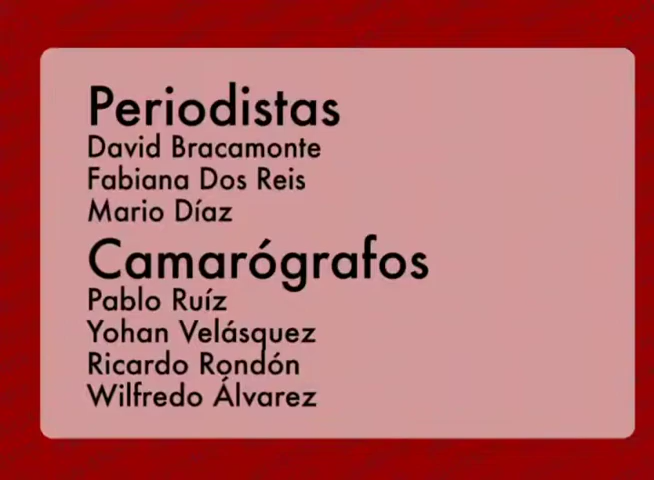 Periodistas
David Bracamonte
Fabiana Dos Reis
Mario Díaz
Camarógrafos
Pablo Ruíz
Yohan Velásquez
Ricardo Rondón
Wilfredo Álvarez